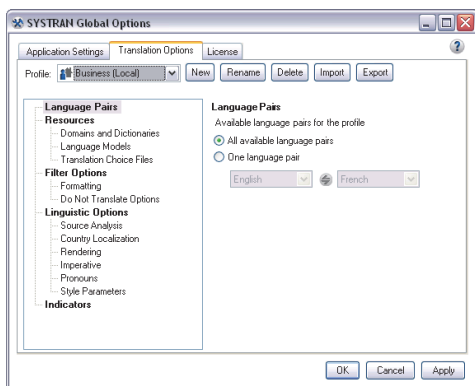 SYSTRAN Global Options
Application Settings Translation Options License
Profile: Business (Local) New Rename Delete Import Export
Language Pairs
Resources
Domains and Dictionaries
Language Models
Translation Choice Files
Filter Options
Formatting
Do Not Translate Options
Linguistic Options
Source Analysis
Country Localization
Rendering
Imperative
Pronouns
Style Parameters
Indicators
Language Pairs
Available language pairs for the profile
All available language pairs
One language pair
English French
OK Cancel Apply